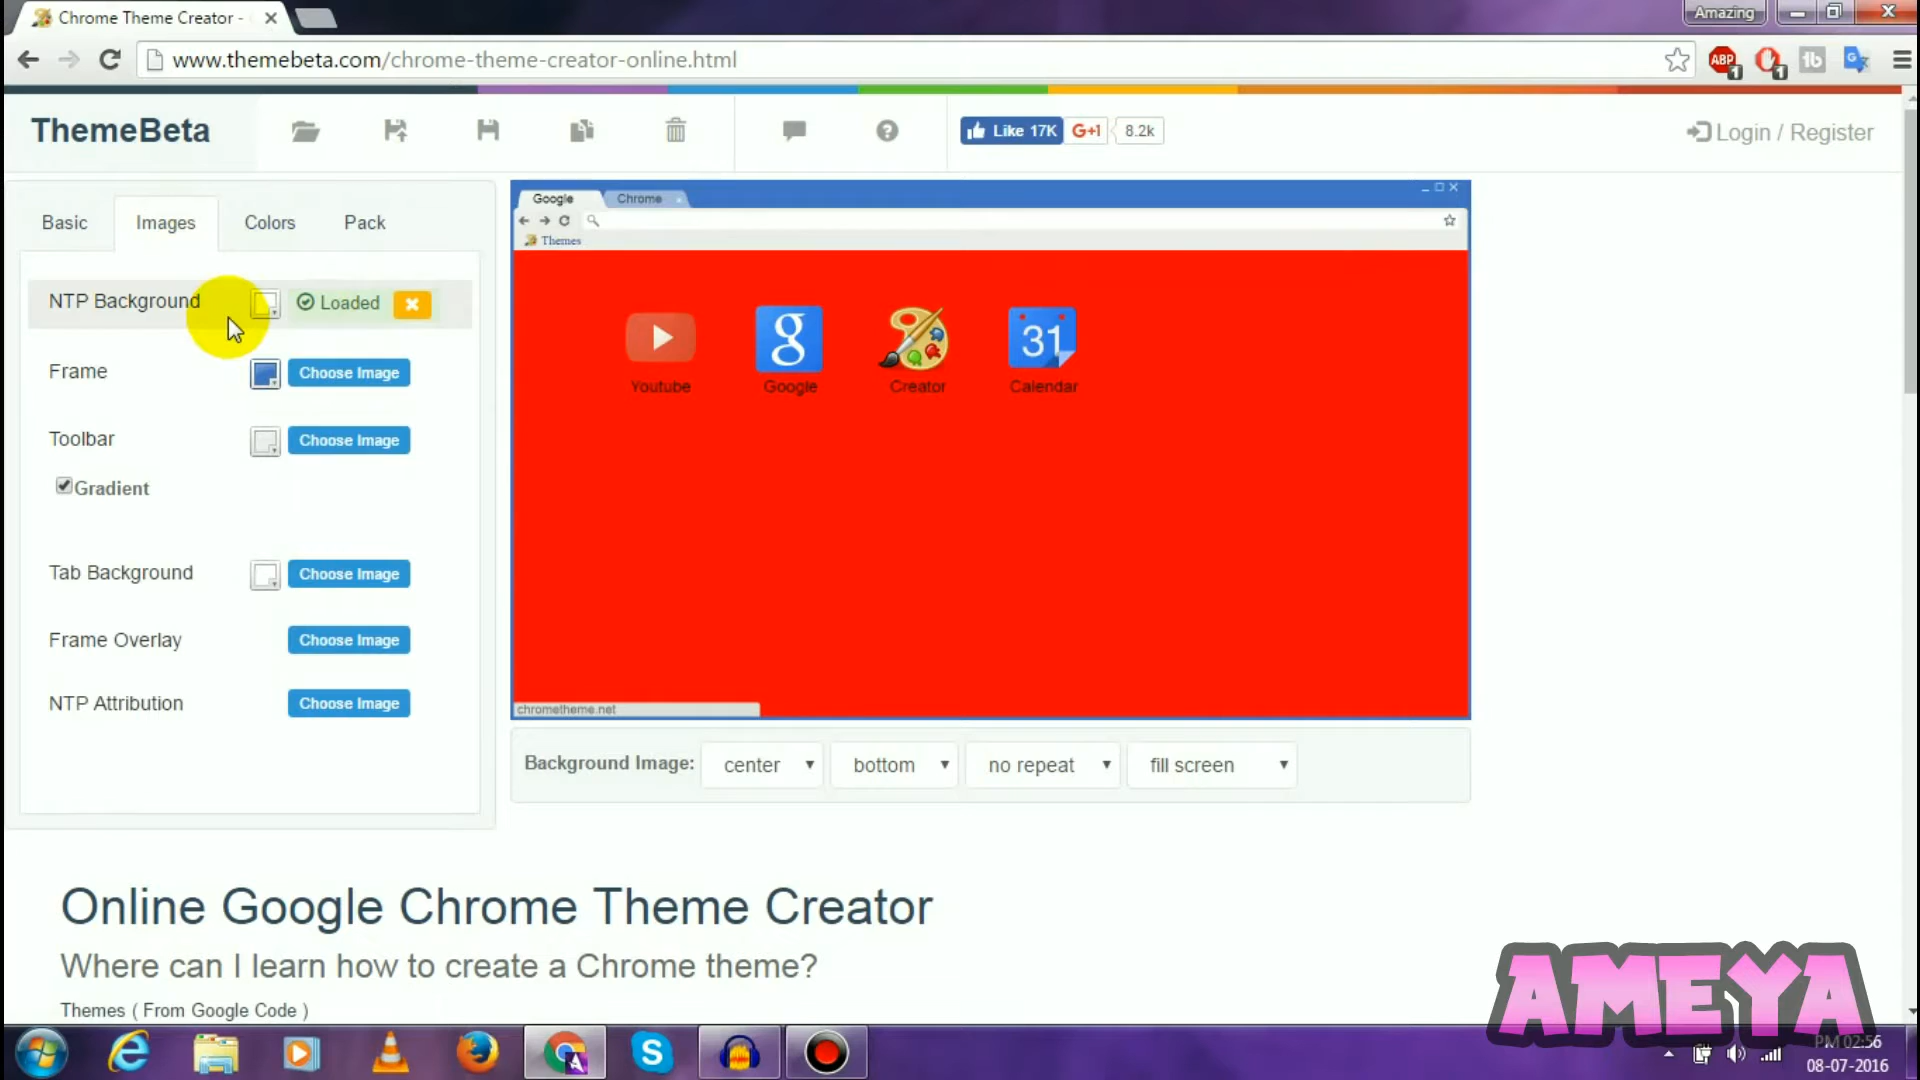 Chrome Theme Creator -
Amazing
www.themebeta.com/chrome-theme-creator-online.html
ABP
1
1
ThemeBeta
Like 17K
G+1
8.2k
Login / Register
Basic
Images
Colors
Pack
NTP Background
Loaded
Frame
Choose Image
Toolbar
Choose Image
Gradient
Tab Background
Choose Image
Frame Overlay
Choose Image
NTP Attribution
Choose Image
Google
Chrome
Themes
31
Youtube
Google
Creator
Calendar
chrometheme.net
Background Image:
center
bottom
no repeat
fill screen
Online Google Chrome Theme Creator
Where can I learn how to create a Chrome theme?
Themes ( From Google Code )
AMEYA
PM 02:56
08-07-2016